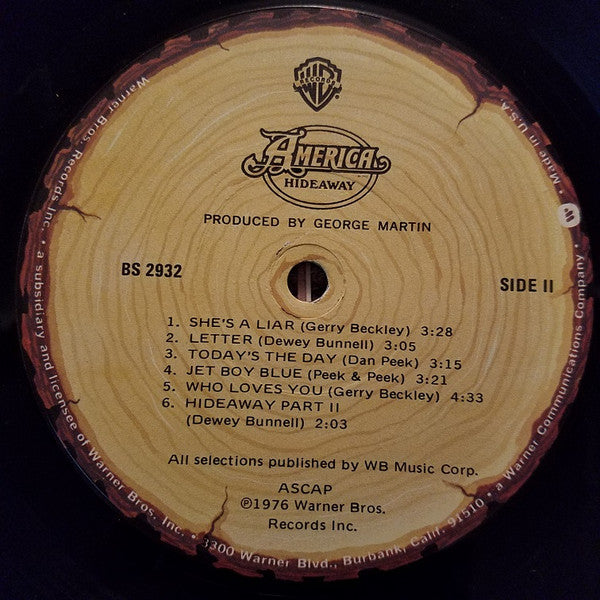 WB
RECORDS
AMERICA
HIDEAWAY
PRODUCED BY GEORGE MARTIN
BS 2932
SIDE II
1. SHE'S A LIAR (Gerry Beckley) 3:28
2. LETTER (Dewey Bunnell) 3:05
3. TODAY'S THE DAY (Dan Peek) 3:15
4. JET BOY BLUE (Peek & Peek) 3:21
5. WHO LOVES YOU (Gerry Beckley) 4:33
6. HIDEAWAY PART II
(Dewey Bunnell) 2:03
All selections published by WB Music Corp.
ASCAP
℗1976 Warner Bros.
Records Inc.
Warner Bros. Records Inc. • a subsidiary and licensee of Warner Bros. Inc. • 3300 Warner Blvd., Burbank, Calif. 91510 • a Warner Communications Company • Made in U.S.A.